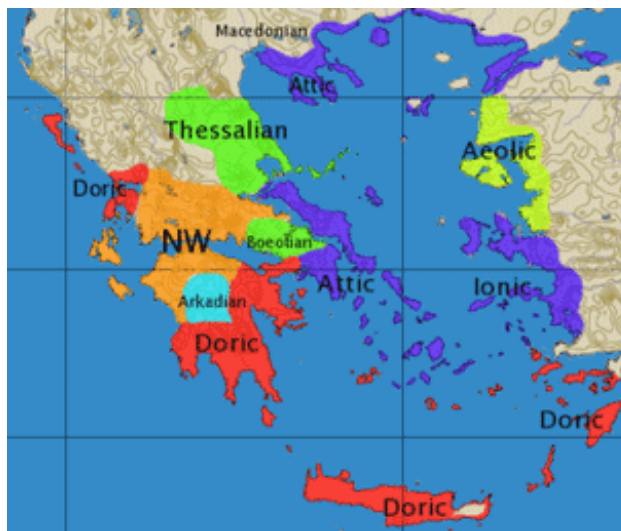 Macedonian
Attic
Thessalian
Aeolic
Doric
NW
Boeotian
Attic
Ionic
Arkadian
Doric
Doric
Doric